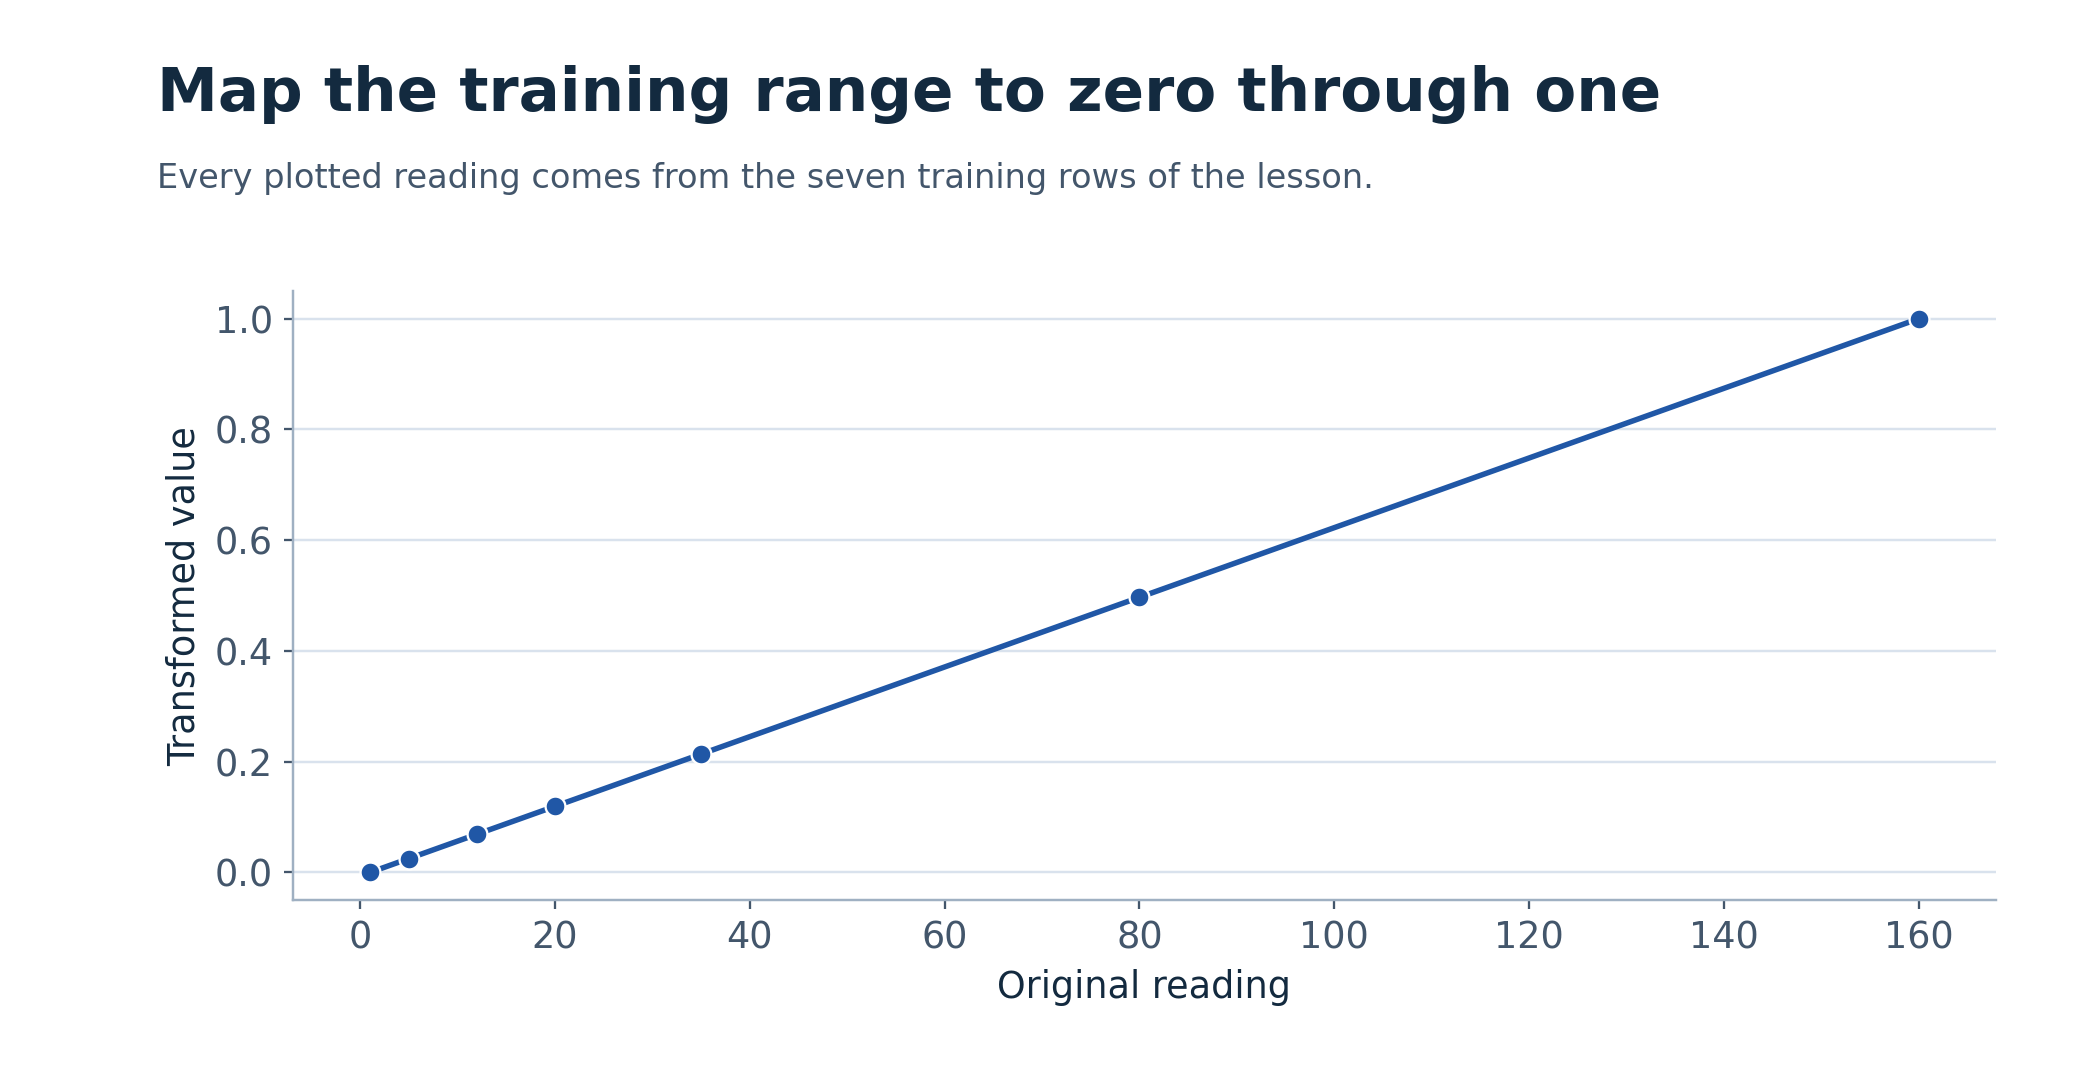 Map the training range to zero through one
Every plotted reading comes from the seven training rows of the lesson.
Transformed value
1.0
0.8
0.6
0.4
0.2
0.0
0 20 40 60 80 100 120 140 160
Original reading